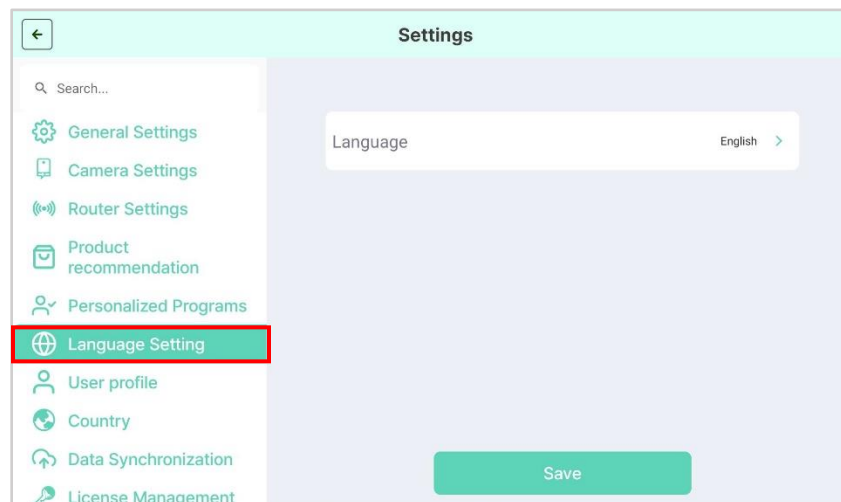 Settings
Search...
General Settings
Camera Settings
Router Settings
Product
recommendation
Personalized Programs
Language Setting
User profile
Country
Data Synchronization
License Management
Language
English
Save